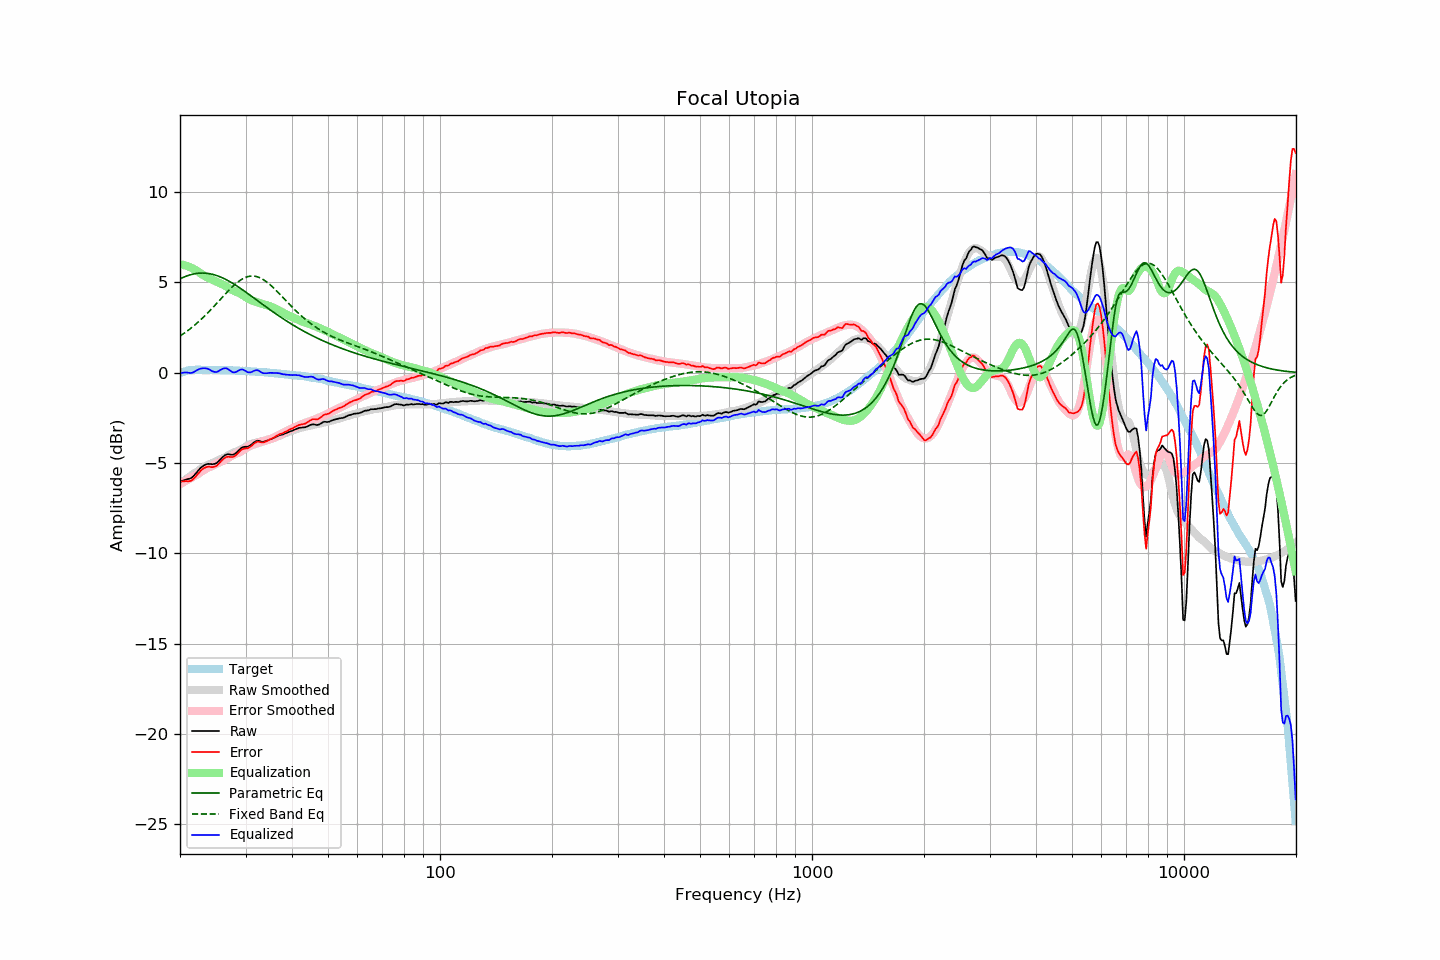 Focal Utopia
Amplitude (dBr)
10
5
0
−5
−10
−15
−20
−25
Target
Raw Smoothed
Error Smoothed
Raw
Error
Equalization
Parametric Eq
Fixed Band Eq
Equalized
100
1000
10000
Frequency (Hz)